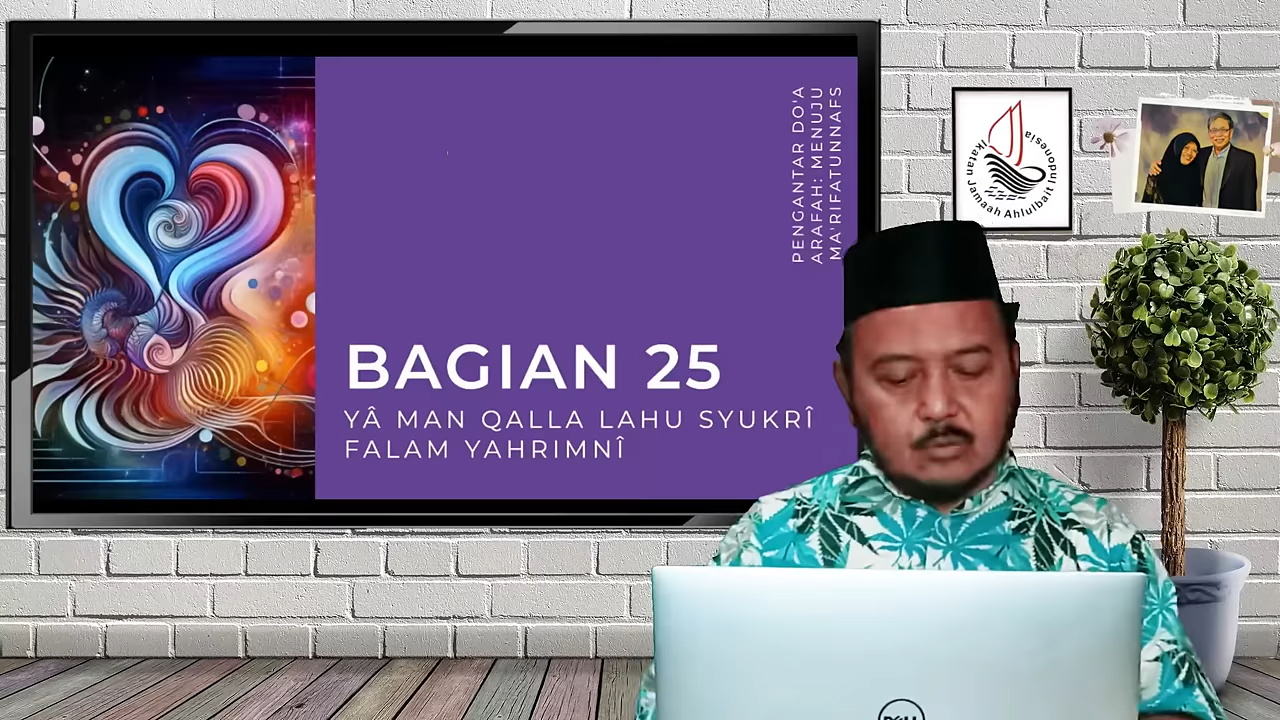 PENGANTAR DO'A
ARAFAH: MENUJU
MA'RIFATUNNAFS
BAGIAN 25
YÂ MAN QALLA LAHU SYUKRÎ
FALAM YAHRIMNÎ
Ikatan Jamaah Ahlulbait Indonesia
DELL